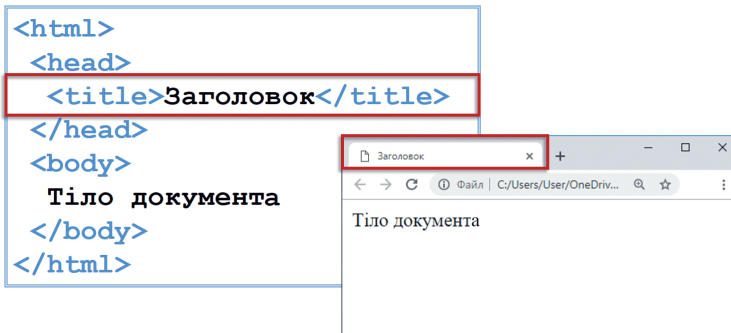 <html>
<head>
<title>Заголовок</title>
</head>
<body>
Тіло документа
</body>
</html>
Заголовок
Файл | C:/Users/User/OneDriv...
Тіло документа